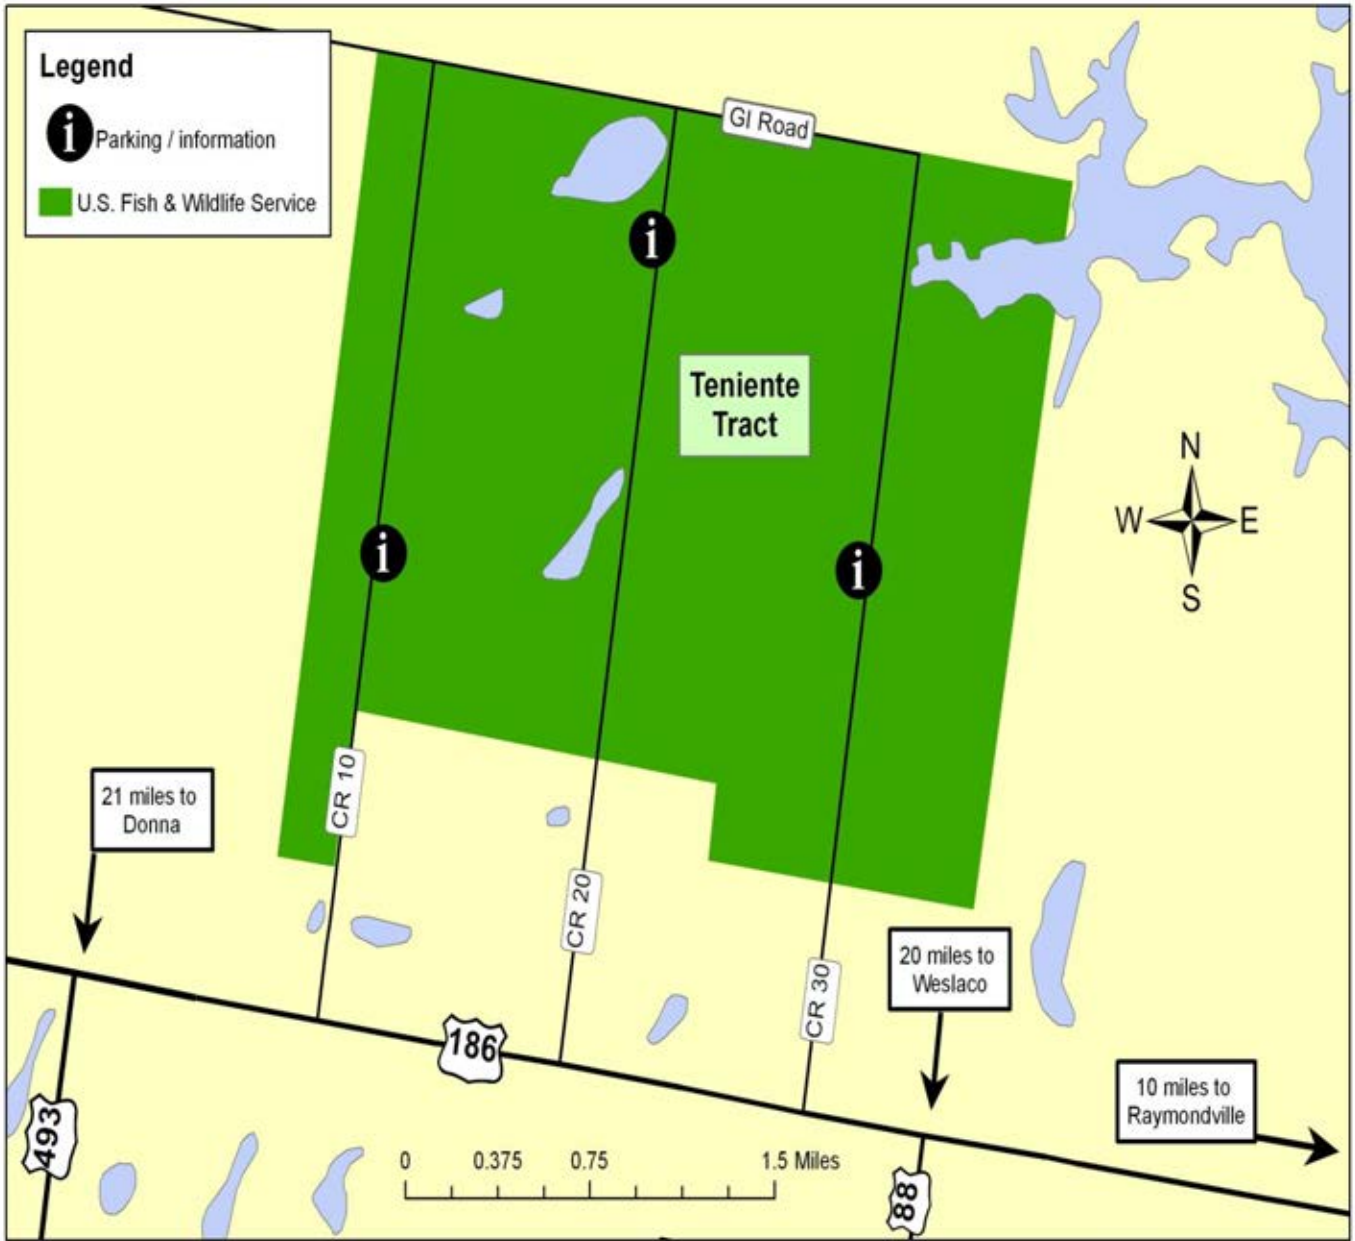 Legend
i Parking / information
U.S. Fish & Wildlife Service
GI Road
i
Teniente
Tract
N
W E
S
i
i
CR 10
21 miles to
Donna
CR 20
20 miles to
Weslaco
CR 30
186
10 miles to
Raymondville
493
0 0.375 0.75 1.5 Miles
88